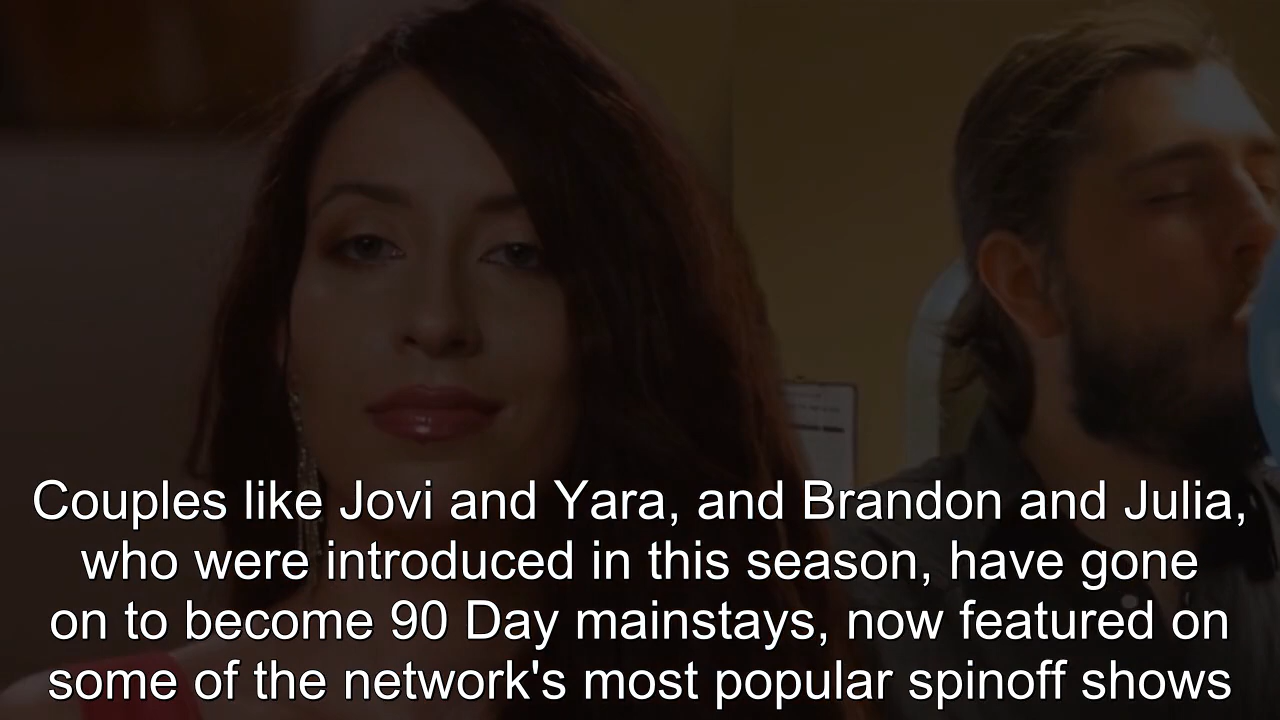 Couples like Jovi and Yara, and Brandon and Julia,
who were introduced in this season, have gone
on to become 90 Day mainstays, now featured on
some of the network's most popular spinoff shows